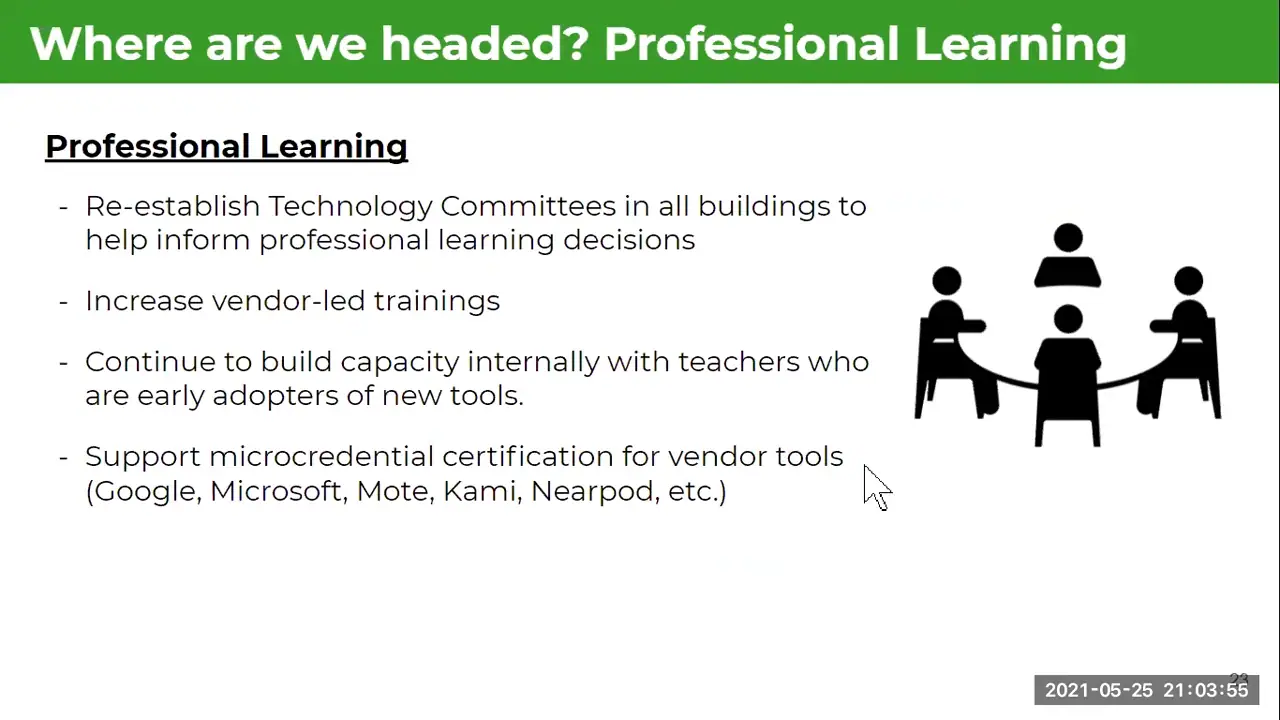 Where are we headed? Professional Learning
Professional Learning
- Re-establish Technology Committees in all buildings to
help inform professional learning decisions
- Increase vendor-led trainings
- Continue to build capacity internally with teachers who
are early adopters of new tools.
- Support microcredential certification for vendor tools
(Google, Microsoft, Mote, Kami, Nearpod, etc.)
23
2021-05-25 21:03:55